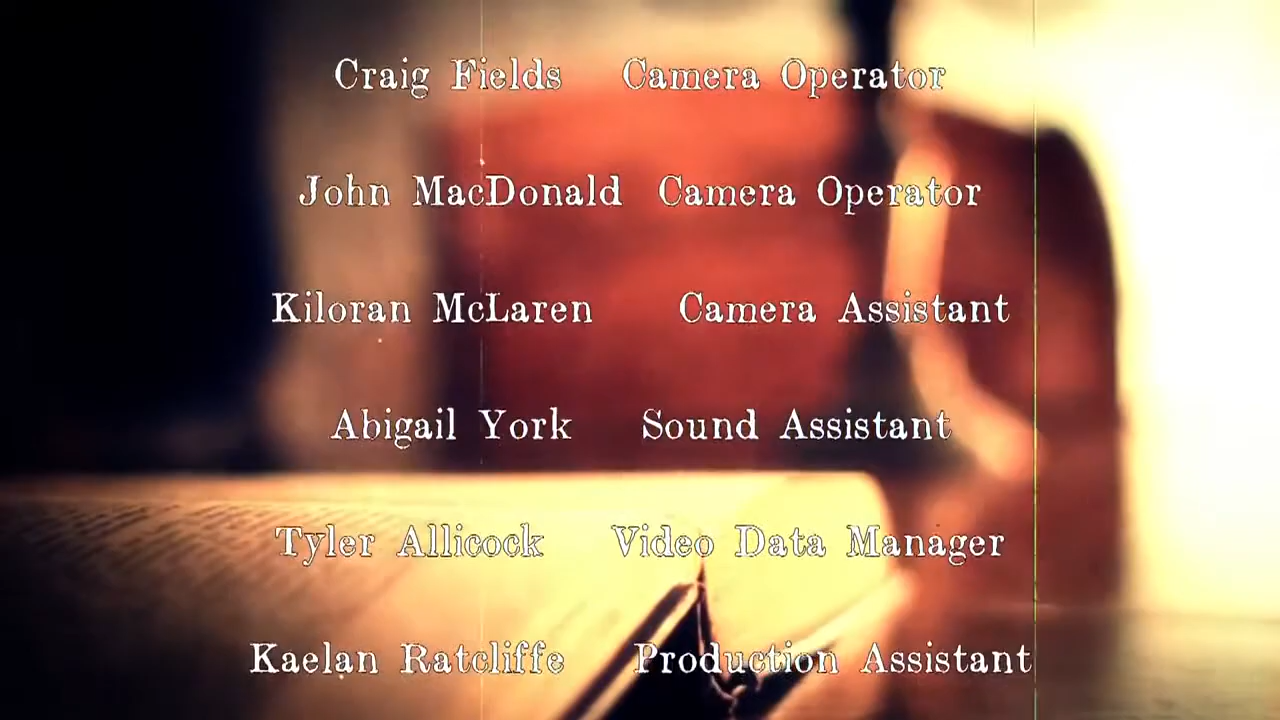 Craig Fields Camera Operator
John MacDonald Camera Operator
Kiloran McLaren Camera Assistant
Abigail York Sound Assistant
Tyler Allicock Video Data Manager
Kaelan Ratcliffe Production Assistant